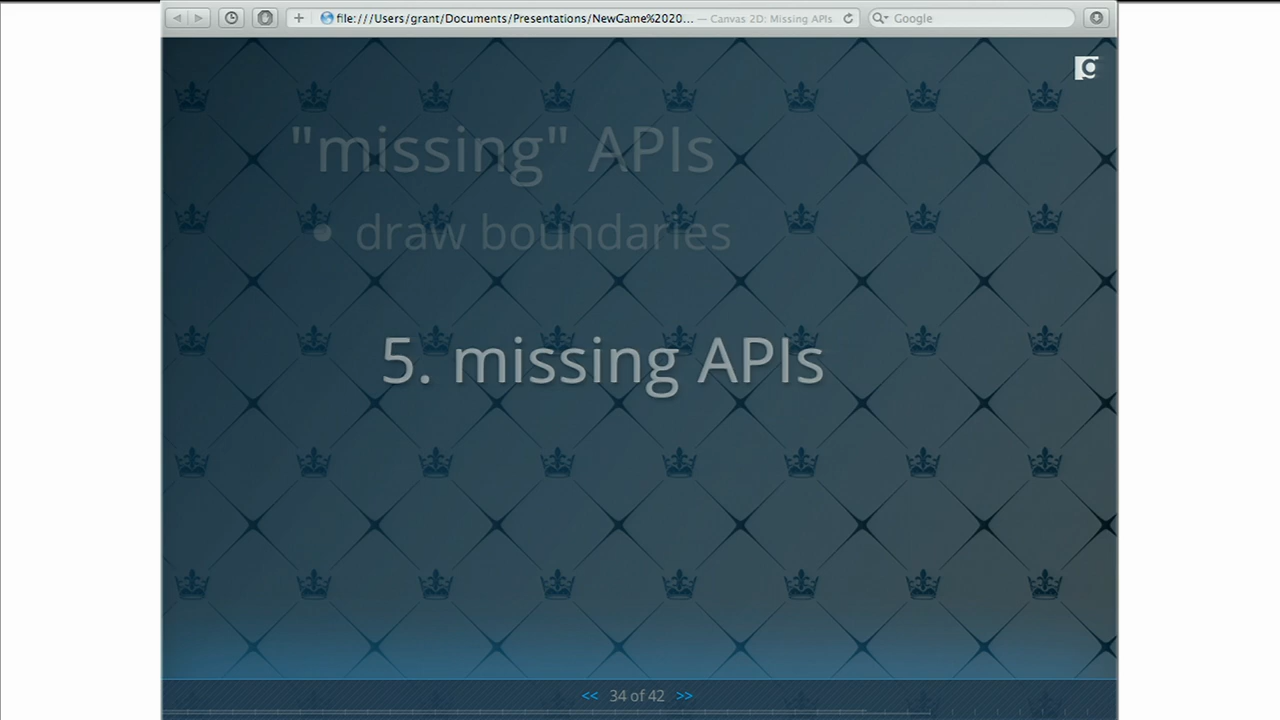 file:///Users/grant/Documents/Presentations/NewGame%2020... — Canvas 2D: Missing APIs
Google
g
"missing" APIs
• draw boundaries
5. missing APIs
<< 34 of 42 >>